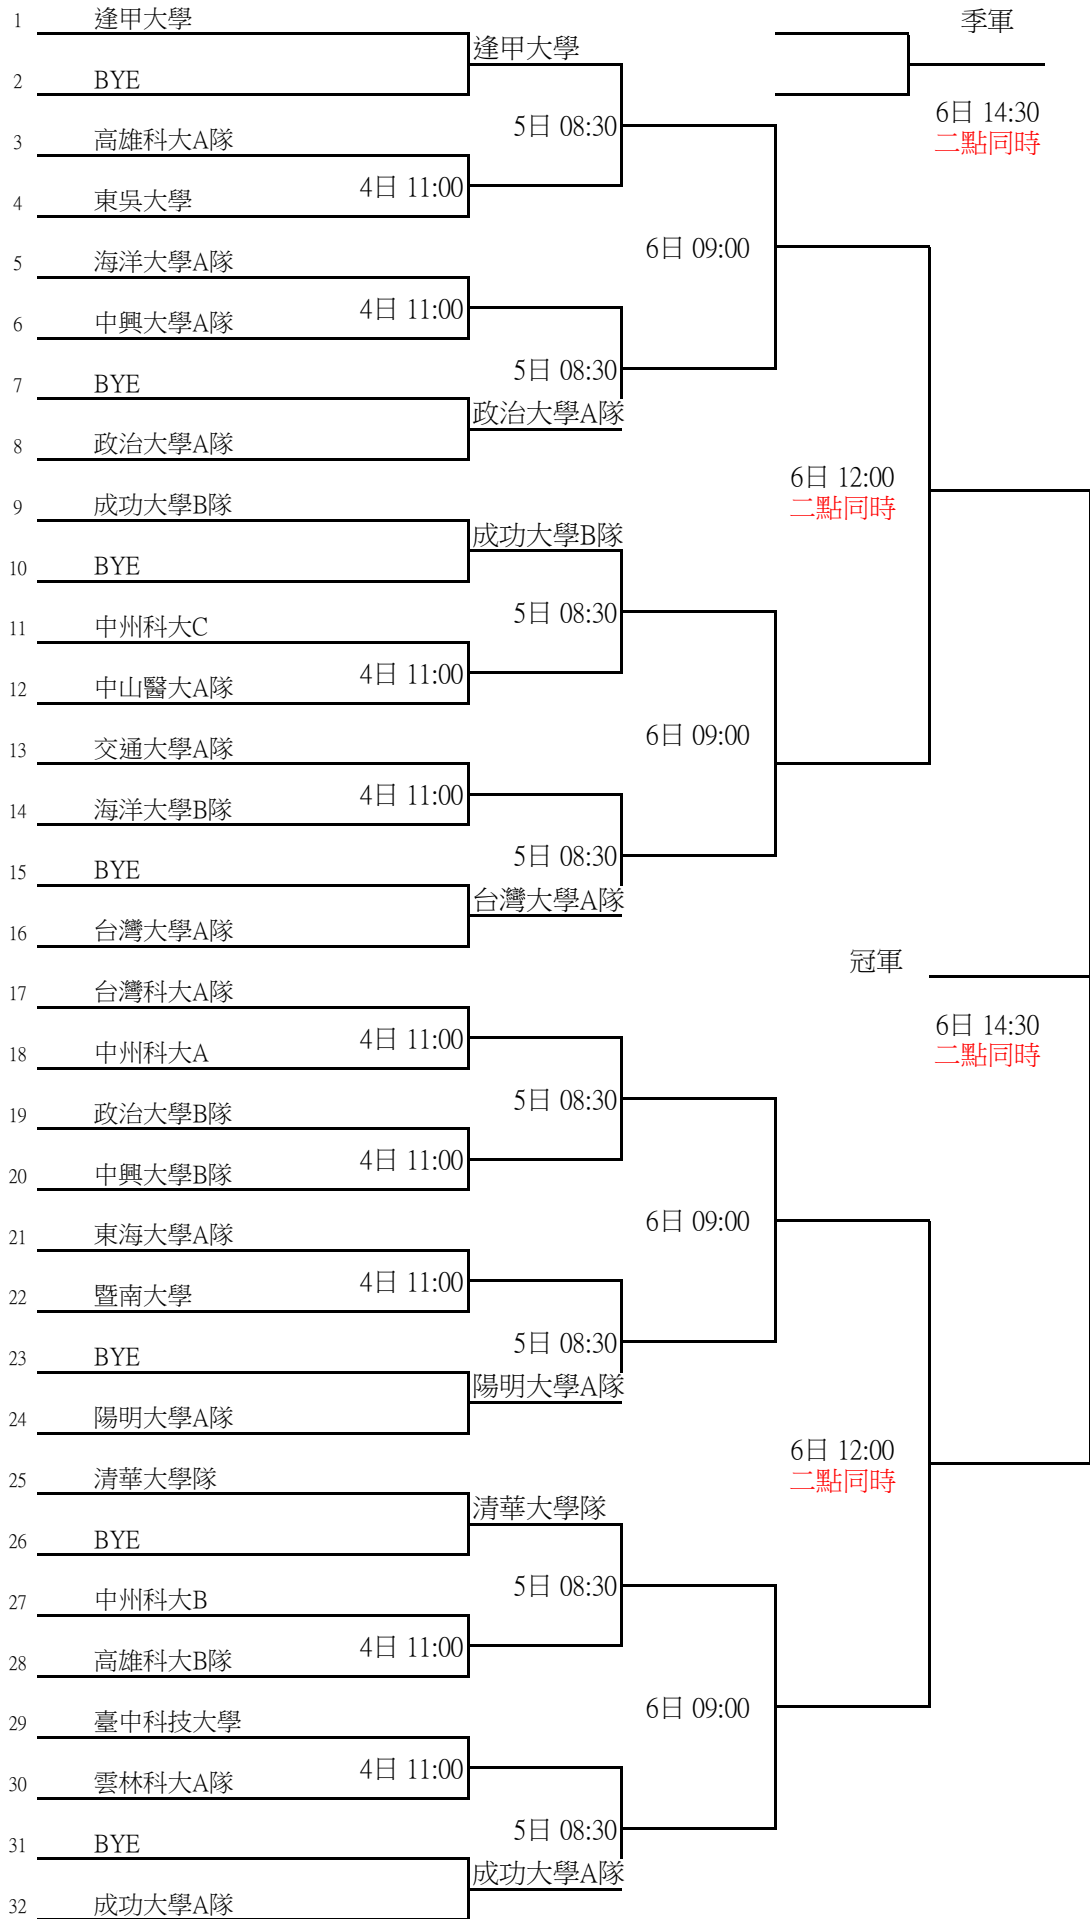 1 逢甲大學
季軍
逢甲大學
2 BYE
6日 14:30
二點同時
5日 08:30
3 高雄科大A隊
4日 11:00
4 東吳大學
6日 09:00
5 海洋大學A隊
4日 11:00
6 中興大學A隊
5日 08:30
7 BYE
政治大學A隊
8 政治大學A隊
6日 12:00
二點同時
9 成功大學B隊
成功大學B隊
10 BYE
5日 08:30
11 中州科大C
4日 11:00
12 中山醫大A隊
6日 09:00
13 交通大學A隊
4日 11:00
14 海洋大學B隊
5日 08:30
15 BYE
台灣大學A隊
16 台灣大學A隊
冠軍
17 台灣科大A隊
6日 14:30
二點同時
4日 11:00
18 中州科大A
5日 08:30
19 政治大學B隊
4日 11:00
20 中興大學B隊
6日 09:00
21 東海大學A隊
4日 11:00
22 暨南大學
5日 08:30
23 BYE
陽明大學A隊
24 陽明大學A隊
6日 12:00
二點同時
25 清華大學隊
清華大學隊
26 BYE
5日 08:30
27 中州科大B
4日 11:00
28 高雄科大B隊
6日 09:00
29 臺中科技大學
4日 11:00
30 雲林科大A隊
5日 08:30
31 BYE
成功大學A隊
32 成功大學A隊